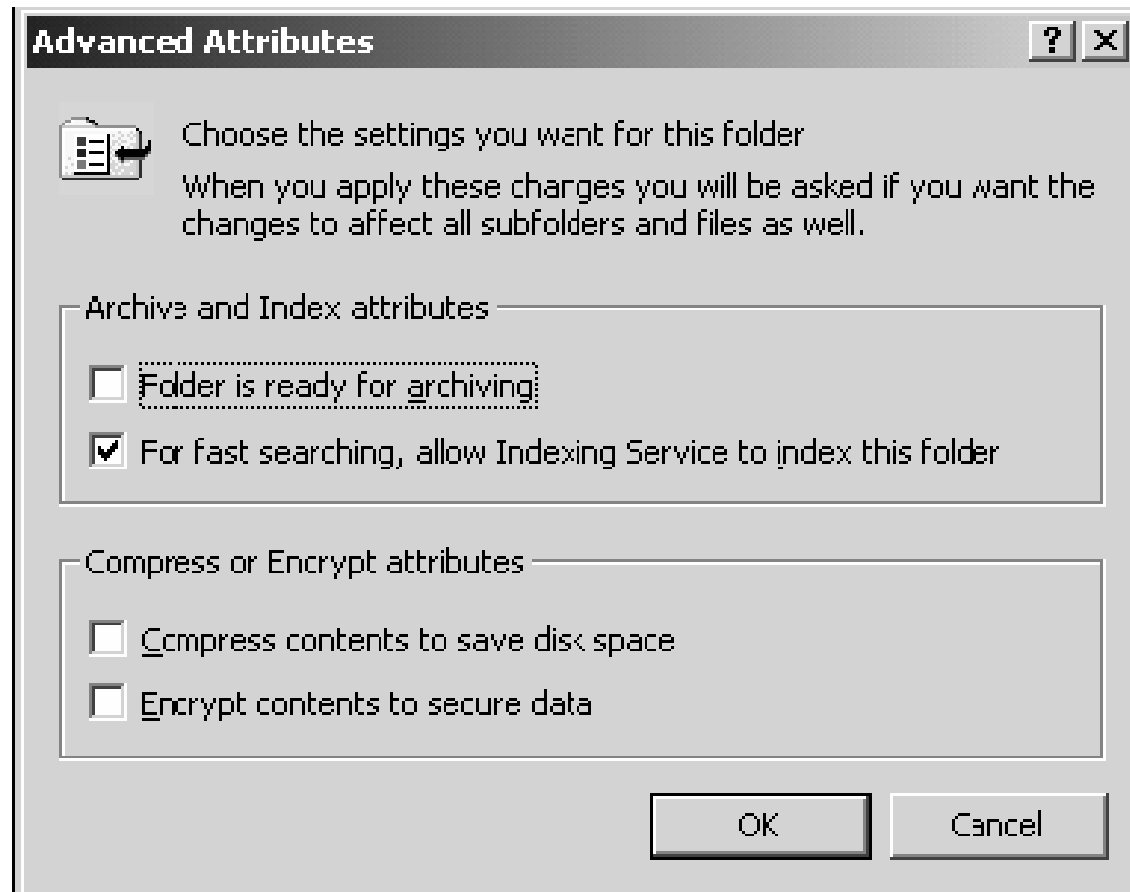 Advanced Attributes
Choose the settings you want for this folder
When you apply these changes you will be asked if you want the
changes to affect all subfolders and files as well.
Archive and Index attributes
Folder is ready for archiving
For fast searching, allow Indexing Service to index this folder
Compress or Encrypt attributes
Compress contents to save disk space
Encrypt contents to secure data
OK Cancel